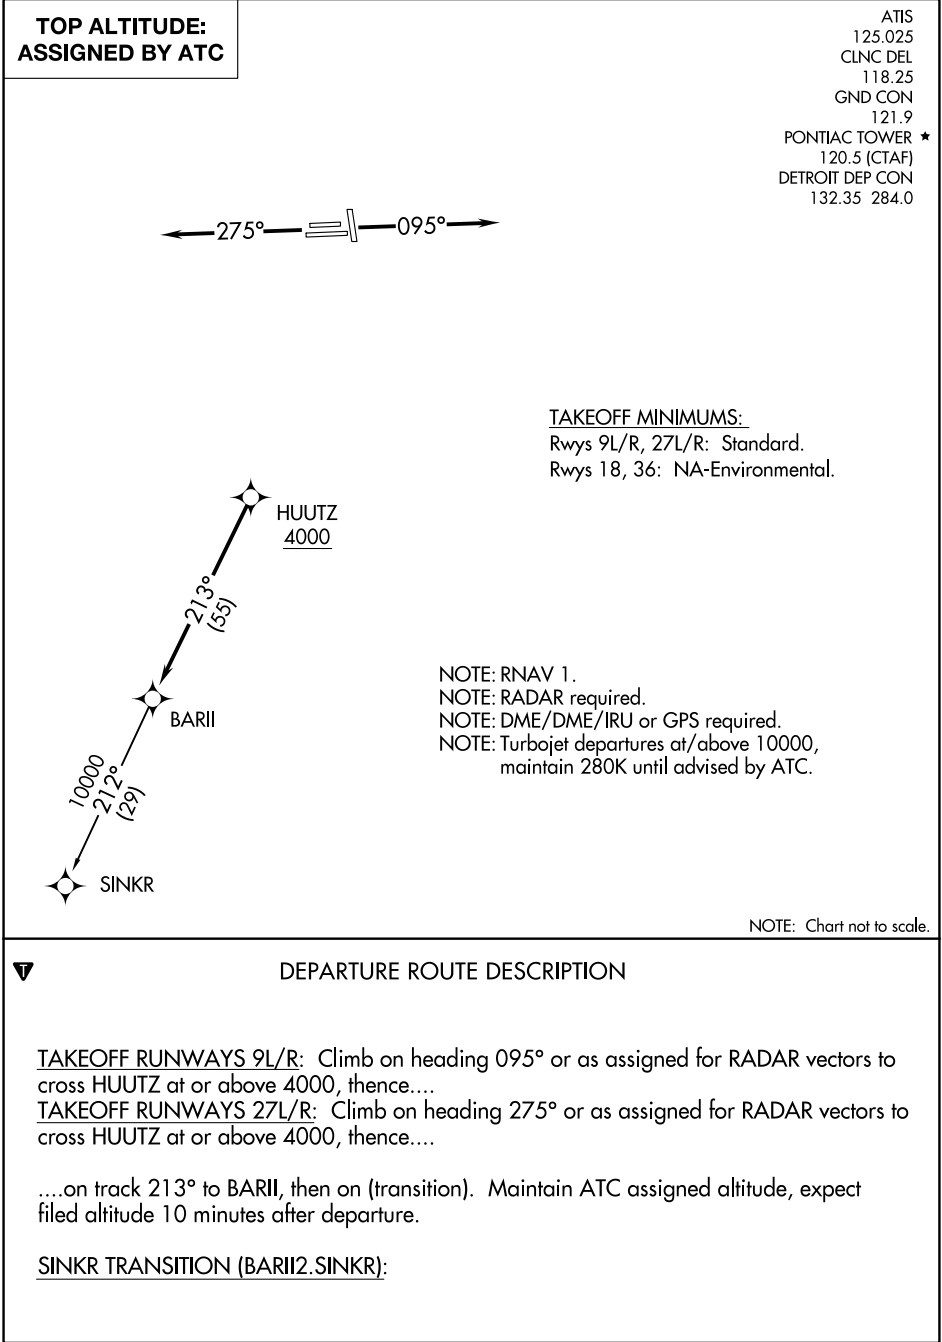 TOP ALTITUDE:
ASSIGNED BY ATC
ATIS
125.025
CLNC DEL
118.25
GND CON
121.9
PONTIAC TOWER ★
120.5 (CTAF)
DETROIT DEP CON
132.35 284.0
275°
095°
TAKEOFF MINIMUMS:
Rwys 9L/R, 27L/R: Standard.
Rwys 18, 36: NA-Environmental.
HUUTZ
4000
213°
(55)
BARII
NOTE: RNAV 1.
NOTE: RADAR required.
NOTE: DME/DME/IRU or GPS required.
NOTE: Turbojet departures at/above 10000,
maintain 280K until advised by ATC.
10000
212°
(29)
SINKR
NOTE: Chart not to scale.
T
DEPARTURE ROUTE DESCRIPTION
TAKEOFF RUNWAYS 9L/R: Climb on heading 095° or as assigned for RADAR vectors to
cross HUUTZ at or above 4000, thence....
TAKEOFF RUNWAYS 27L/R: Climb on heading 275° or as assigned for RADAR vectors to
cross HUUTZ at or above 4000, thence....
....on track 213° to BARII, then on (transition). Maintain ATC assigned altitude, expect
filed altitude 10 minutes after departure.
SINKR TRANSITION (BARII2.SINKR):